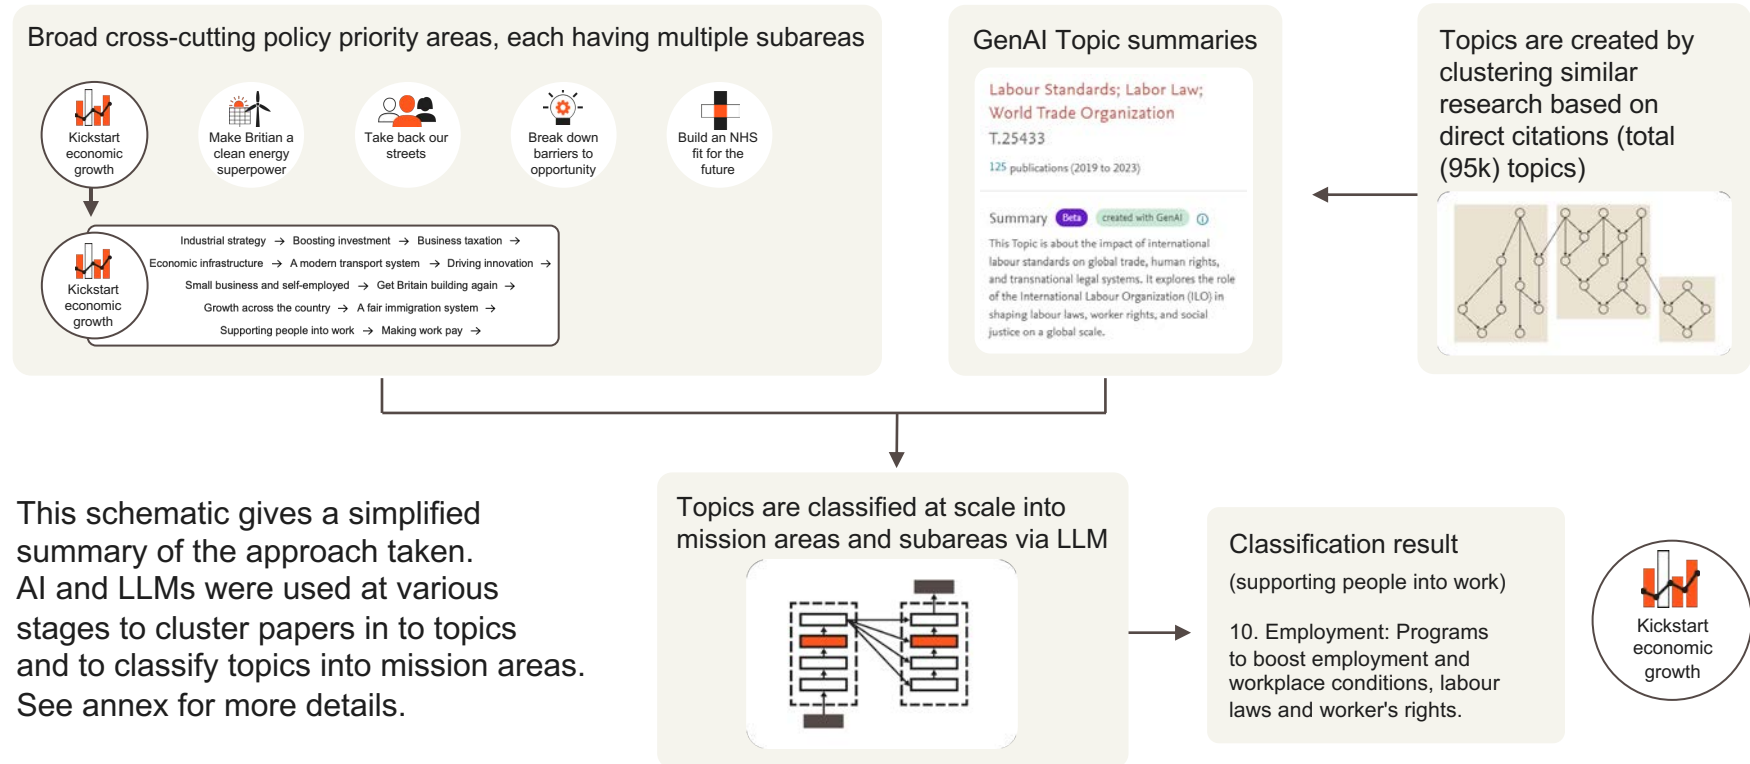 Broad cross-cutting policy priority areas, each having multiple subareas
Kickstart
economic
growth
Make Britian a
clean energy
superpower
Take back our
streets
Break down
barriers to
opportunity
Build an NHS
fit for the
future
Kickstart
economic
growth
Industrial strategy → Boosting investment → Business taxation →
Economic infrastructure → A modern transport system → Driving innovation →
Small business and self-employed → Get Britain building again →
Growth across the country → A fair immigration system →
Supporting people into work → Making work pay →
GenAI Topic summaries
Labour Standards; Labor Law;
World Trade Organization
T.25433
125 publications (2019 to 2023)
Summary Beta created with GenAI
This Topic is about the impact of international
labour standards on global trade, human rights,
and transnational legal systems. It explores the role
of the International Labour Organization (ILO) in
shaping labour laws, worker rights, and social
justice on a global scale.
Topics are created by
clustering similar
research based on
direct citations (total
(95k) topics)
This schematic gives a simplified
summary of the approach taken.
AI and LLMs were used at various
stages to cluster papers in to topics
and to classify topics into mission areas.
See annex for more details.
Topics are classified at scale into
mission areas and subareas via LLM
Classification result
(supporting people into work)
10. Employment: Programs
to boost employment and
workplace conditions, labour
laws and worker's rights.
Kickstart
economic
growth